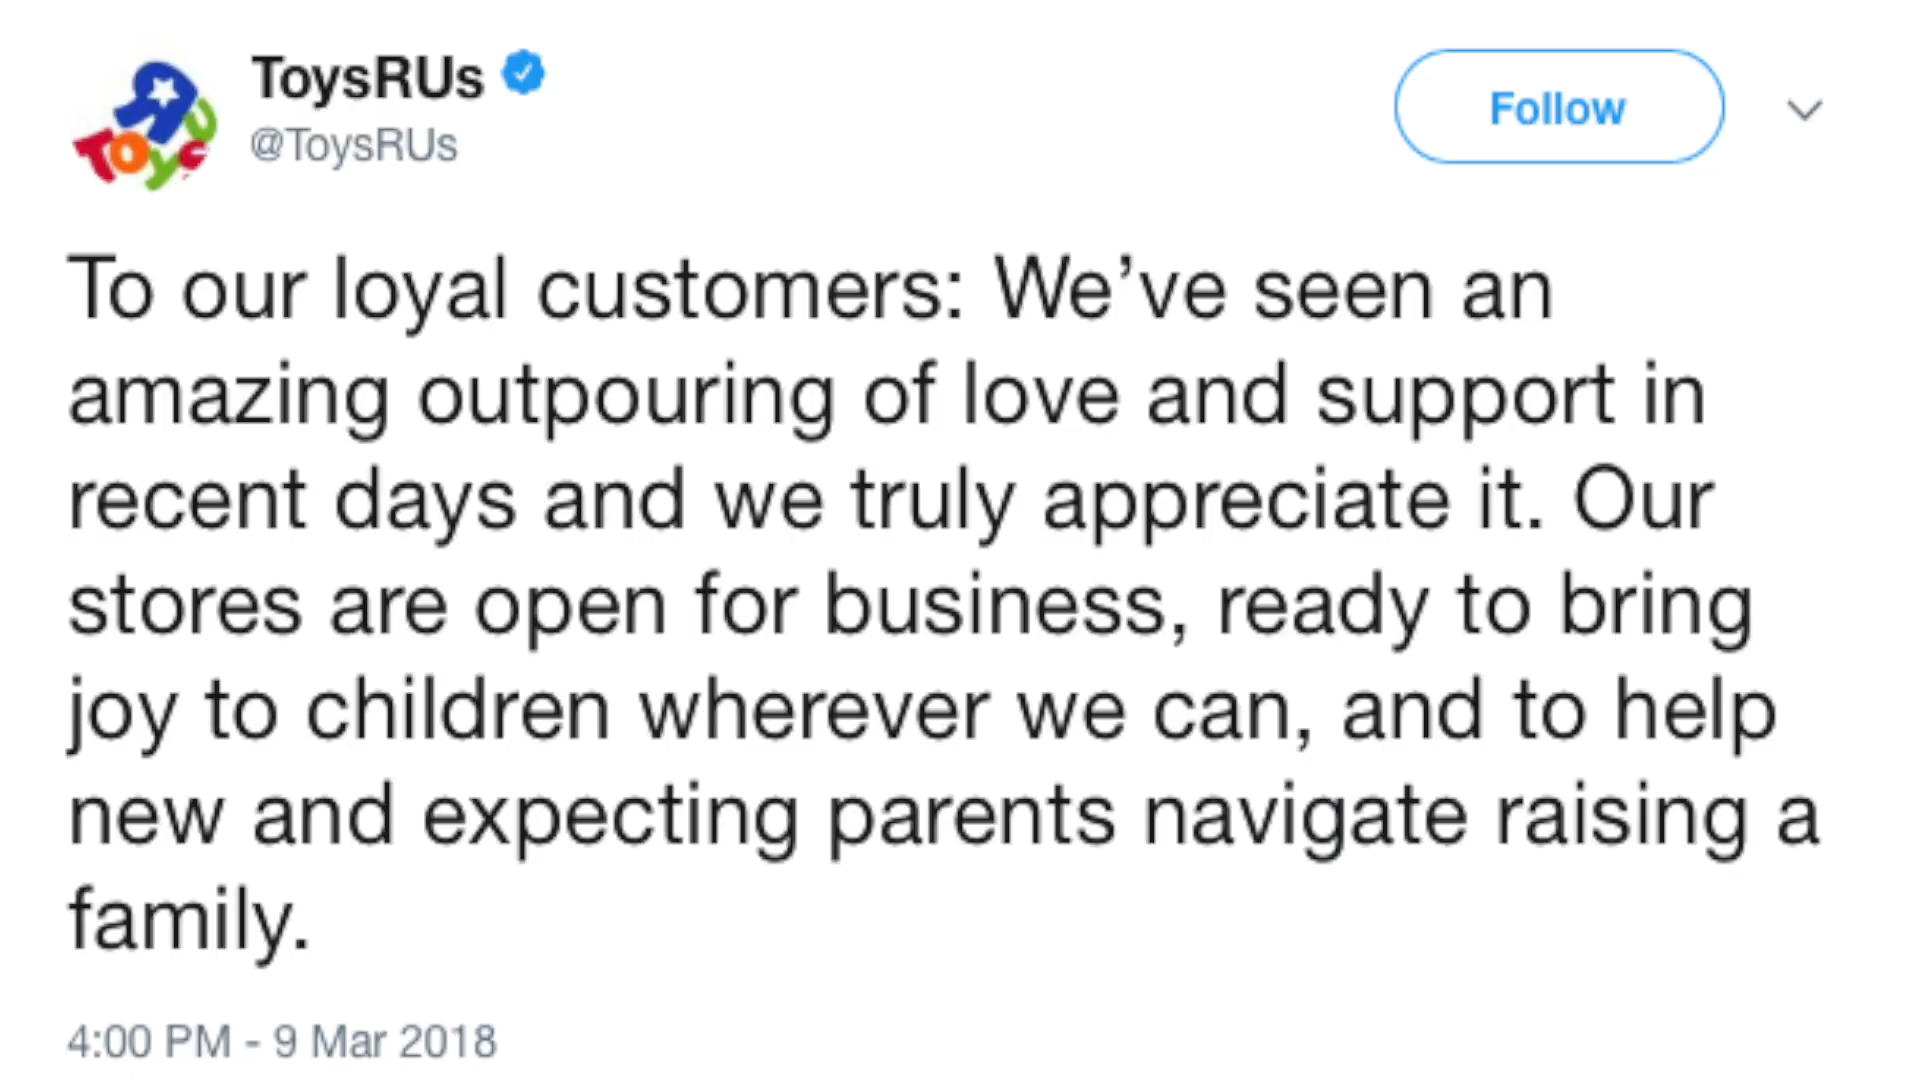 ToysRUs
@ToysRUs
Follow
To our loyal customers: We’ve seen an
amazing outpouring of love and support in
recent days and we truly appreciate it. Our
stores are open for business, ready to bring
joy to children wherever we can, and to help
new and expecting parents navigate raising a
family.
4:00 PM - 9 Mar 2018